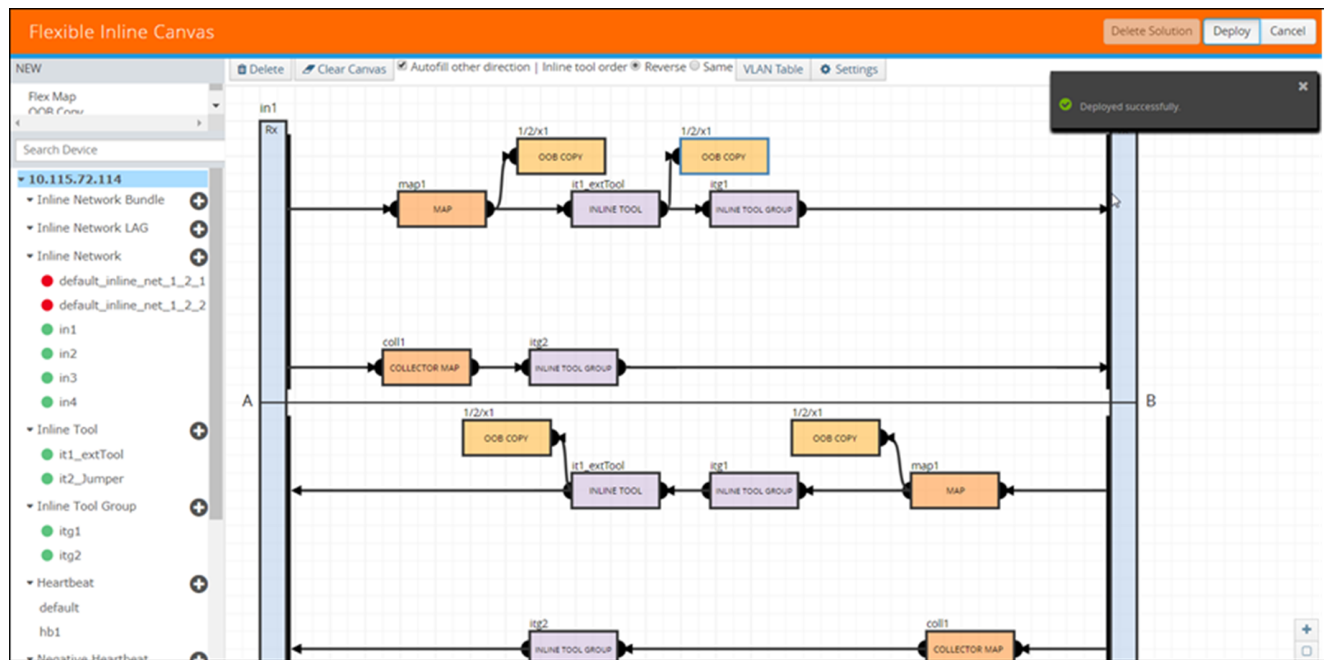 Flexible Inline Canvas
Delete Solution
Deploy
Cancel
NEW
Delete
Clear Canvas
Autofill other direction | Inline tool order
Reverse
Same
VLAN Table
Settings
Deployed successfully.
Flex Map
OOB Copy
Search Device
10.115.72.114
Inline Network Bundle
Inline Network LAG
Inline Network
default_inline_net_1_2_1
default_inline_net_1_2_2
in1
in2
in3
in4
Inline Tool
it1_extTool
it2_Jumper
Inline Tool Group
itg1
itg2
Heartbeat
default
hb1
Negative Heartbeat
in1
Rx
1/2/x1
OOB COPY
1/2/x1
OOB COPY
map1
MAP
it1_extTool
INLINE TOOL
itg1
INLINE TOOL GROUP
coll1
COLLECTOR MAP
itg2
INLINE TOOL GROUP
A
B
1/2/x1
OOB COPY
1/2/x1
OOB COPY
it1_extTool
INLINE TOOL
itg1
INLINE TOOL GROUP
map1
MAP
itg2
INLINE TOOL GROUP
coll1
COLLECTOR MAP